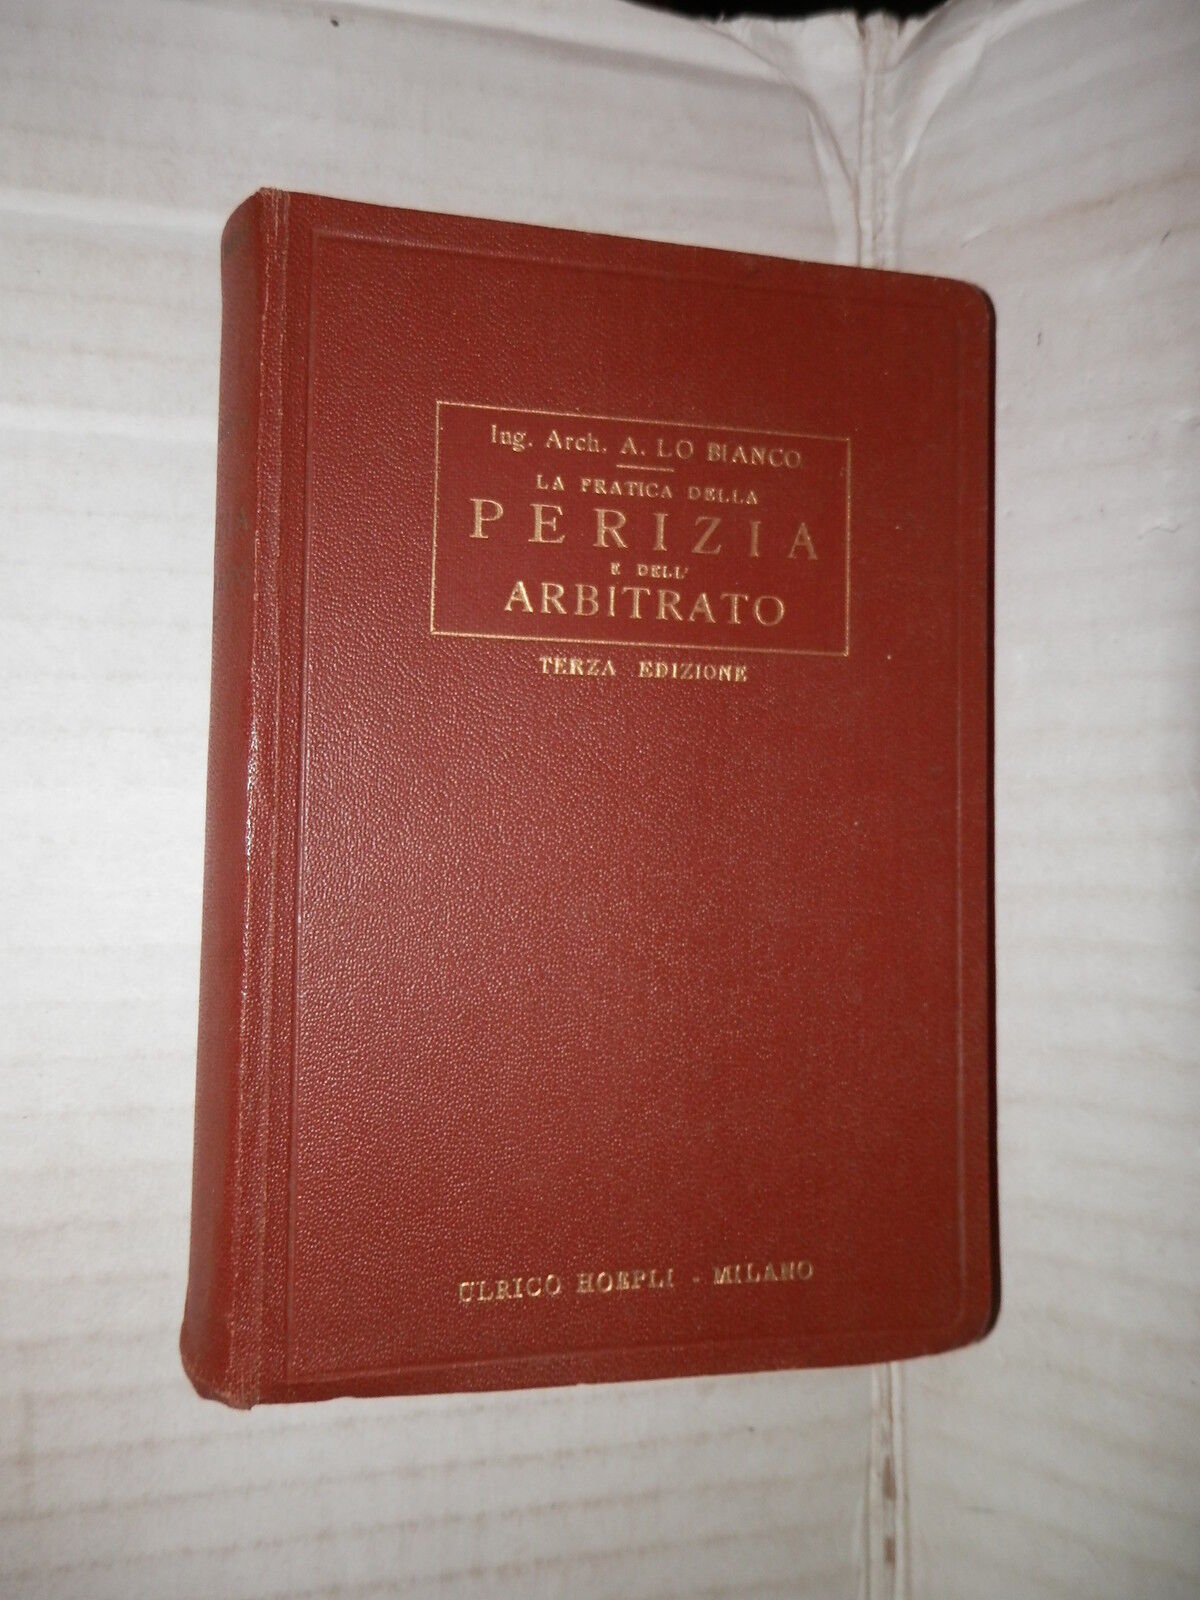 Ing. Arch. A. LO BIANCO
LA PRATICA DELLA
PERIZIA
E DELL'
ARBITRATO
TERZA EDIZIONE
ULRICO HOEPLI - MILANO